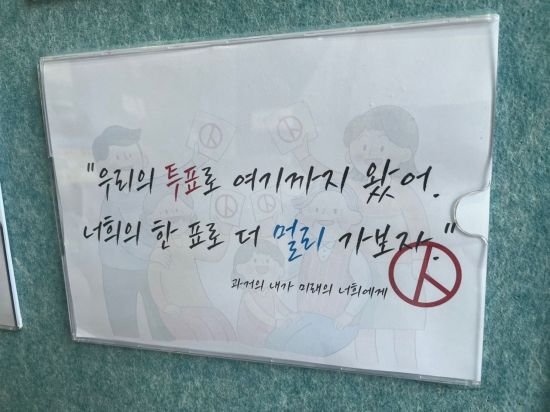 "우리의 투표로 여기까지 왔어.
너희의 한 표로 더 멀리 가보자."
과거의 내가 미래의 너희에게